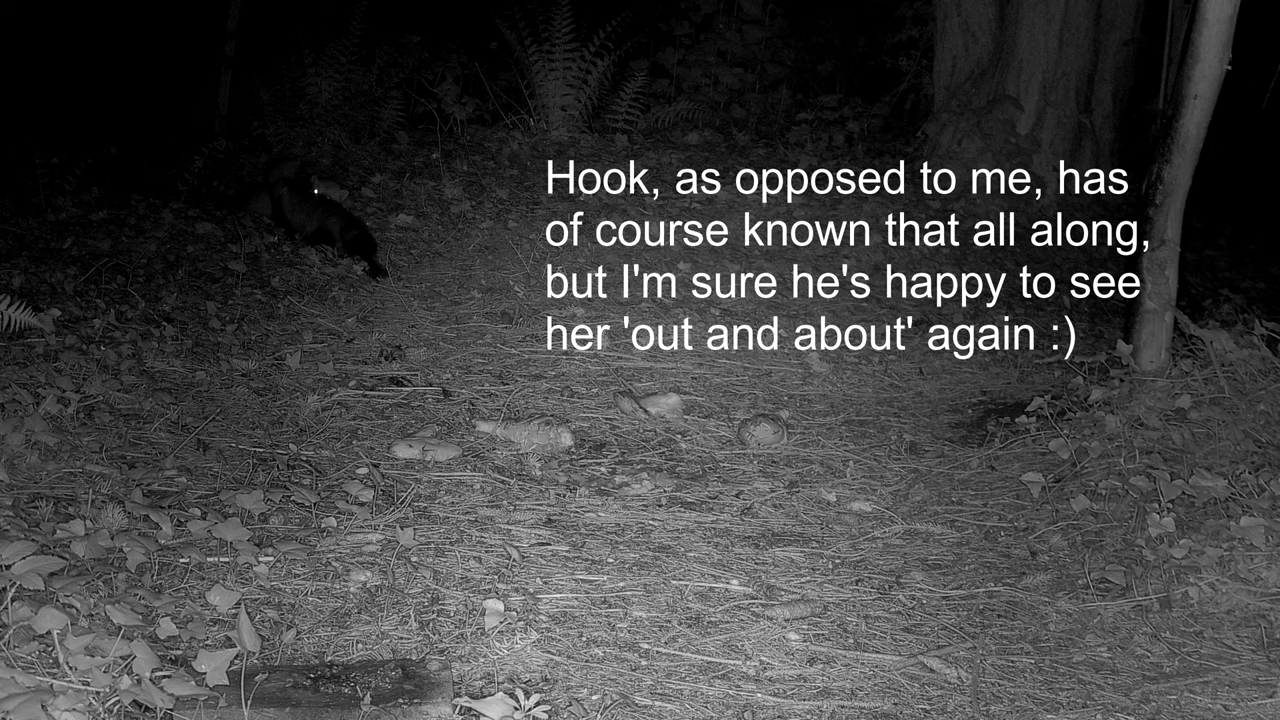 Hook, as opposed to me, has
of course known that all along,
but I'm sure he's happy to see
her 'out and about' again :)